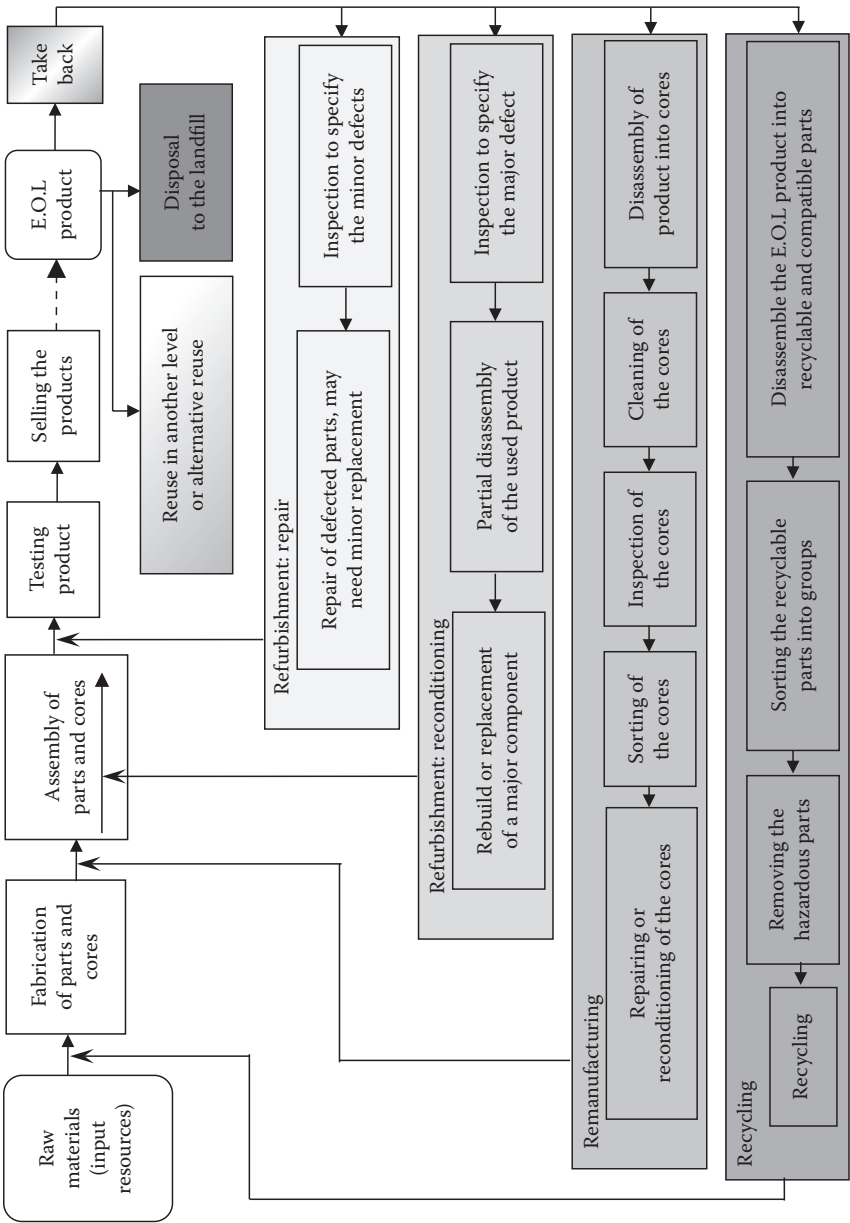 Raw
materials
(input
resources)
Fabrication
of parts and
cores
Assembly of
parts and cores
Testing
product
Selling the
products
E.O.L
product
Take
back
Reuse in another level
or alternative reuse
Disposal
to the landfill
Refurbishment: repair
Repair of defected parts, may
need minor replacement
Inspection to specify
the minor defects
Refurbishment: reconditioning
Rebuild or replacement
of a major component
Partial disassembly
of the used product
Inspection to specify
the major defect
Remanufacturing
Repairing or
reconditioning of the cores
Sorting of
the cores
Inspection of
the cores
Cleaning of
the cores
Disassembly of
product into cores
Recycling
Recycling
Removing the
hazardous parts
Sorting the recyclable
parts into groups
Disassemble the E.O.L product into
recyclable and compatible parts